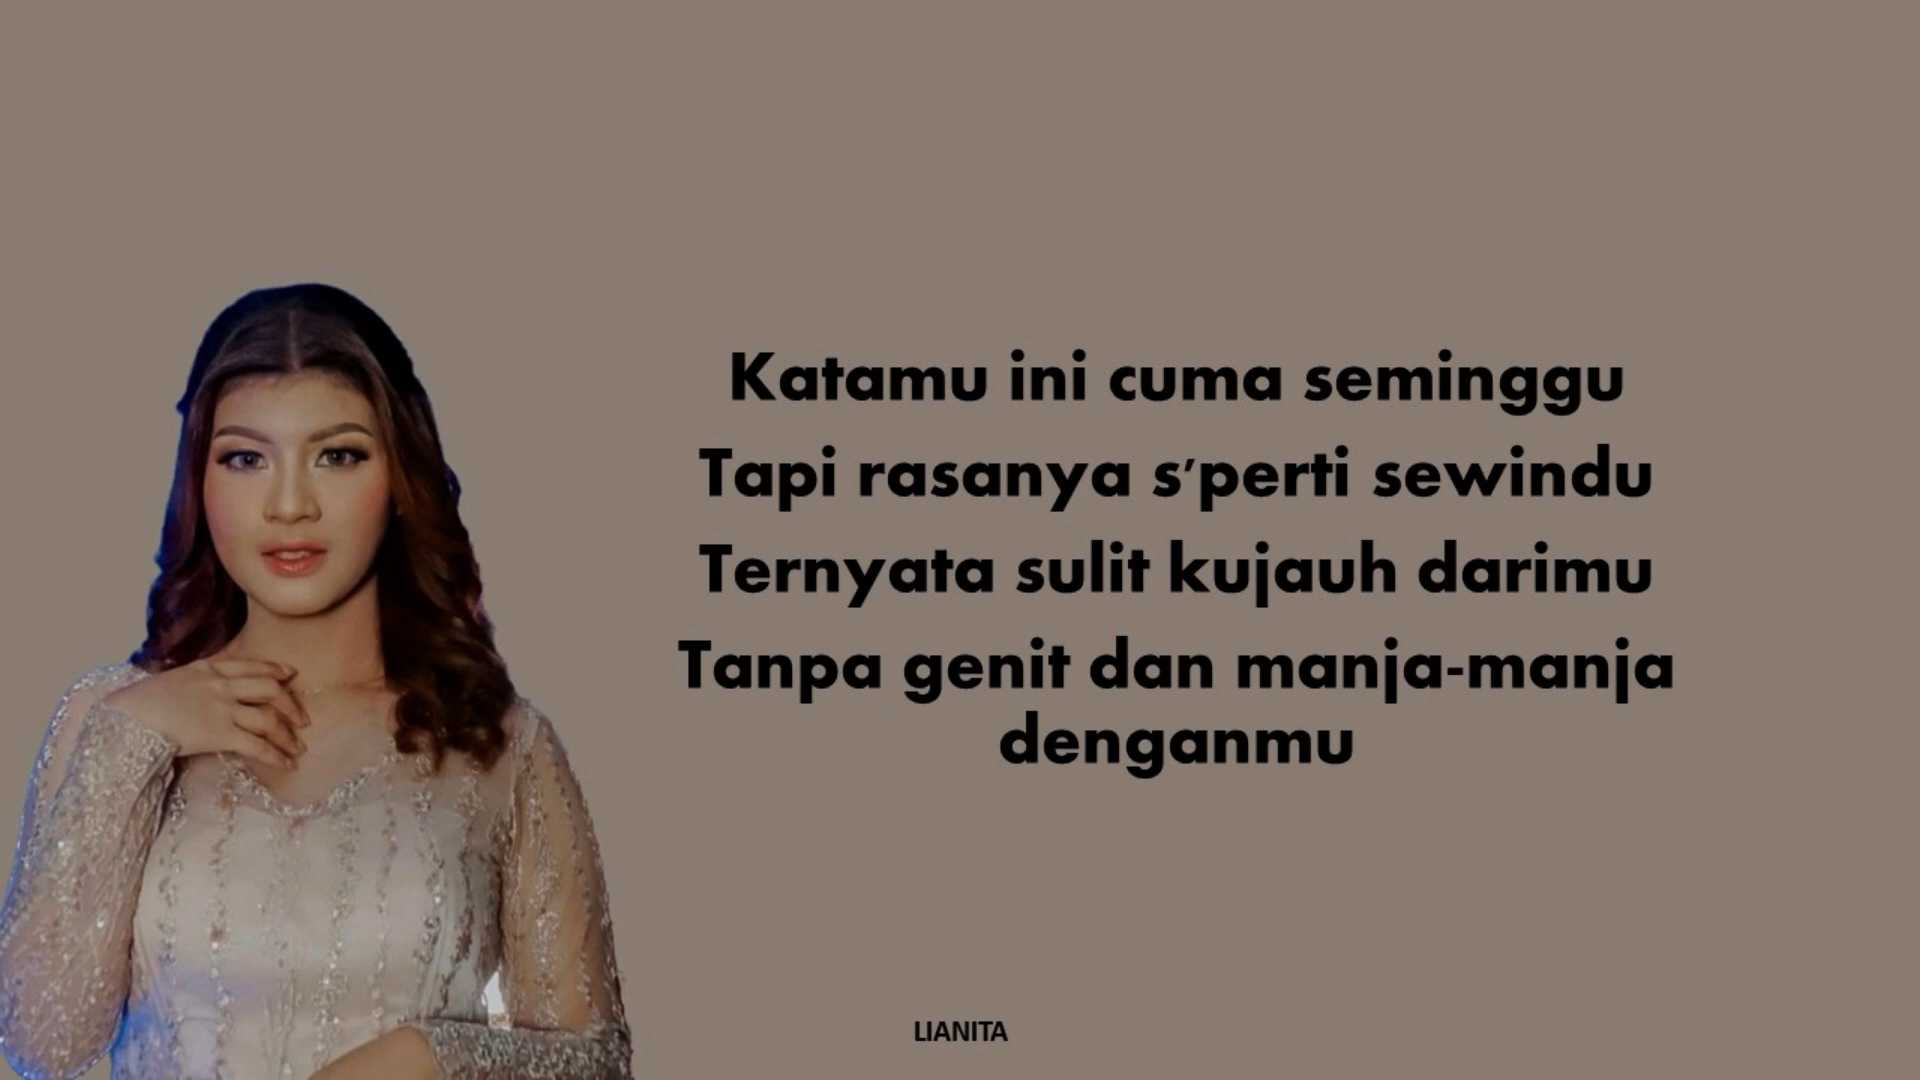 Katamu ini cuma seminggu
Tapi rasanya s'perti sewindu
Ternyata sulit kujauh darimu
Tanpa genit dan manja-manja
denganmu
LIANITA